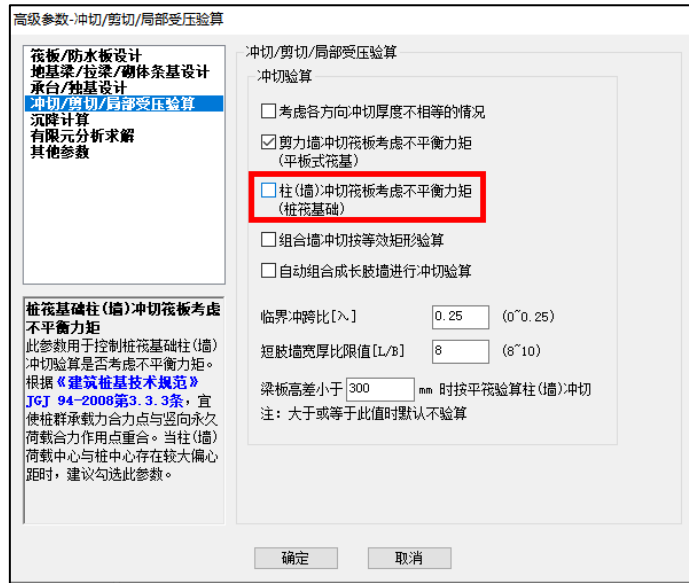 高级参数-冲切/剪切/局部受压验算
筏板/防水板设计
地基梁/拉梁/砌体条基设计
承台/独基设计
冲切/剪切/局部受压验算
沉降计算
有限元分析求解
其他参数
桩筏基础柱(墙)冲切筏板考虑
不平衡力矩
此参数用于控制桩筏基础柱(墙)
冲切验算是否考虑不平衡力矩。
根据《建筑桩基技术规范》
JGJ 94-2008第3.3.3条，宜
使桩群承载力合力点与竖向永久
荷载合力作用点重合。当柱(墙)
荷载中心与桩中心存在较大偏心
距时，建议勾选此参数。
冲切/剪切/局部受压验算
冲切验算
考虑各方向冲切厚度不相等的情况
剪力墙冲切筏板考虑不平衡力矩
(平板式筏基)
柱(墙)冲切筏板考虑不平衡力矩
(桩筏基础)
组合墙冲切按等效矩形验算
自动组合成长肢墙进行冲切验算
临界冲跨比[λ] 0.25 (0~0.25)
短肢墙宽厚比限值[L/B] 8 (8~10)
梁板高差小于 300 mm 时按平筏验算柱(墙)冲切
注：大于或等于此值时默认不验算
确定 取消